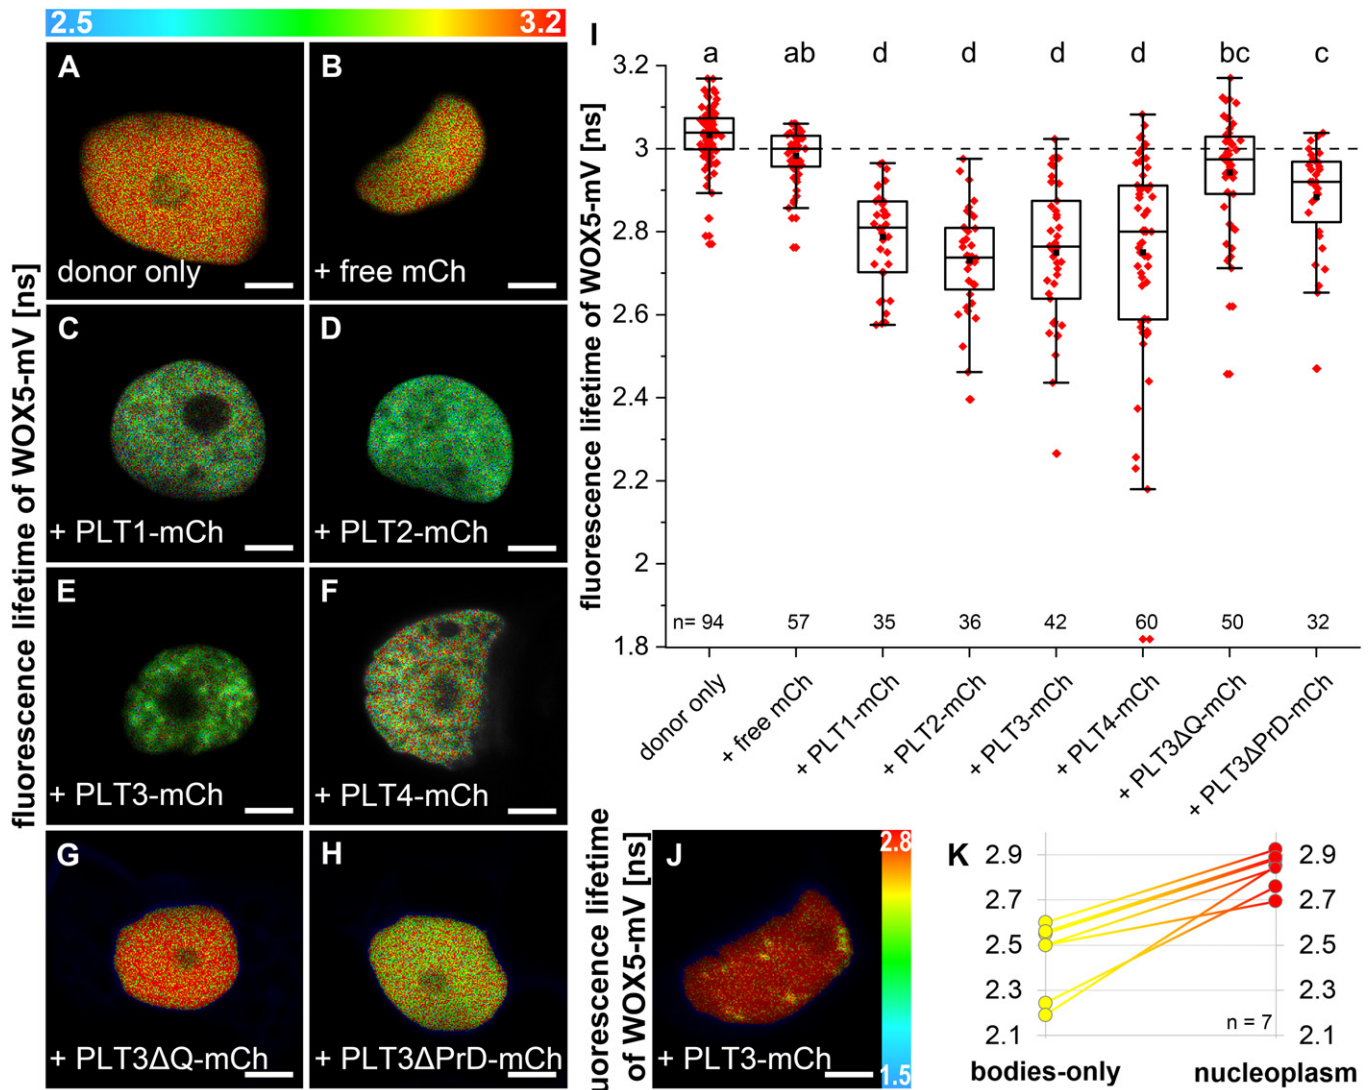 2.5 3.2
fluorescence lifetime of WOX5-mV [ns]
A
donor only
B
+ free mCh
C
+ PLT1-mCh
D
+ PLT2-mCh
E
+ PLT3-mCh
F
+ PLT4-mCh
G
+ PLT3ΔQ-mCh
H
+ PLT3ΔPrD-mCh
I
fluorescence lifetime of WOX5-mV [ns]
a ab d d d d bc c
3.2
3
2.8
2.6
2.4
2.2
2
1.8
n= 94 57 35 36 42 60 50 32
donor only
+ free mCh
+ PLT1-mCh
+ PLT2-mCh
+ PLT3-mCh
+ PLT4-mCh
+ PLT3ΔQ-mCh
+ PLT3ΔPrD-mCh
fluorescence lifetime
of WOX5-mV [ns]
J
+ PLT3-mCh
2.8
1.5
K
2.9 2.9
2.7 2.7
2.5 2.5
2.3 2.3
n = 7
2.1 2.1
bodies-only nucleoplasm